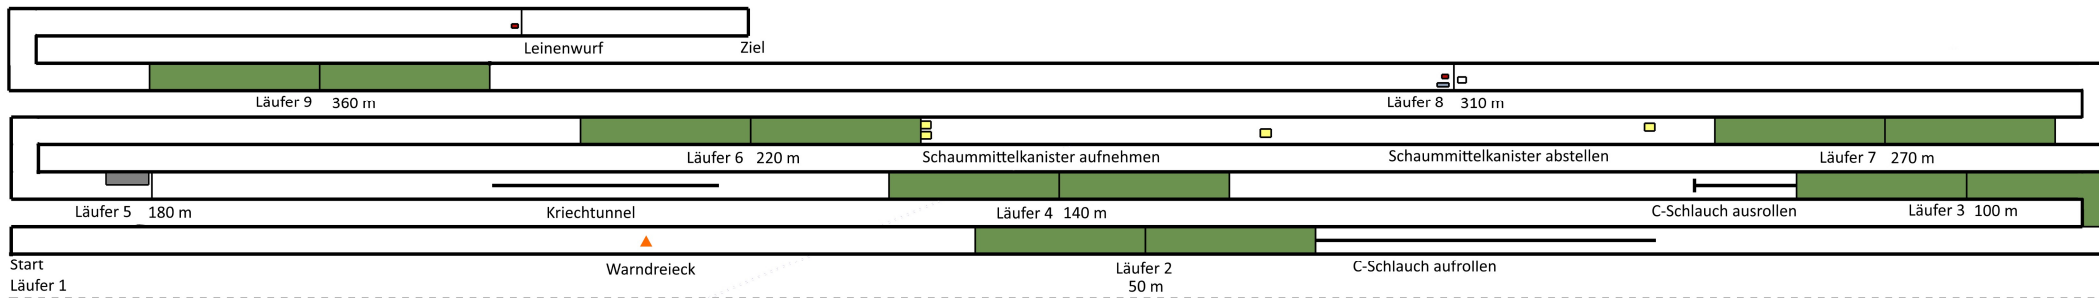 Leinenwurf Ziel
Läufer 9 360 m Läufer 8 310 m
Läufer 6 220 m Schaummittelkanister aufnehmen Schaummittelkanister abstellen Läufer 7 270 m
Läufer 5 180 m Kriechtunnel Läufer 4 140 m C-Schlauch ausrollen Läufer 3 100 m
Start Warndreieck Läufer 2 C-Schlauch aufrollen
Läufer 1 50 m